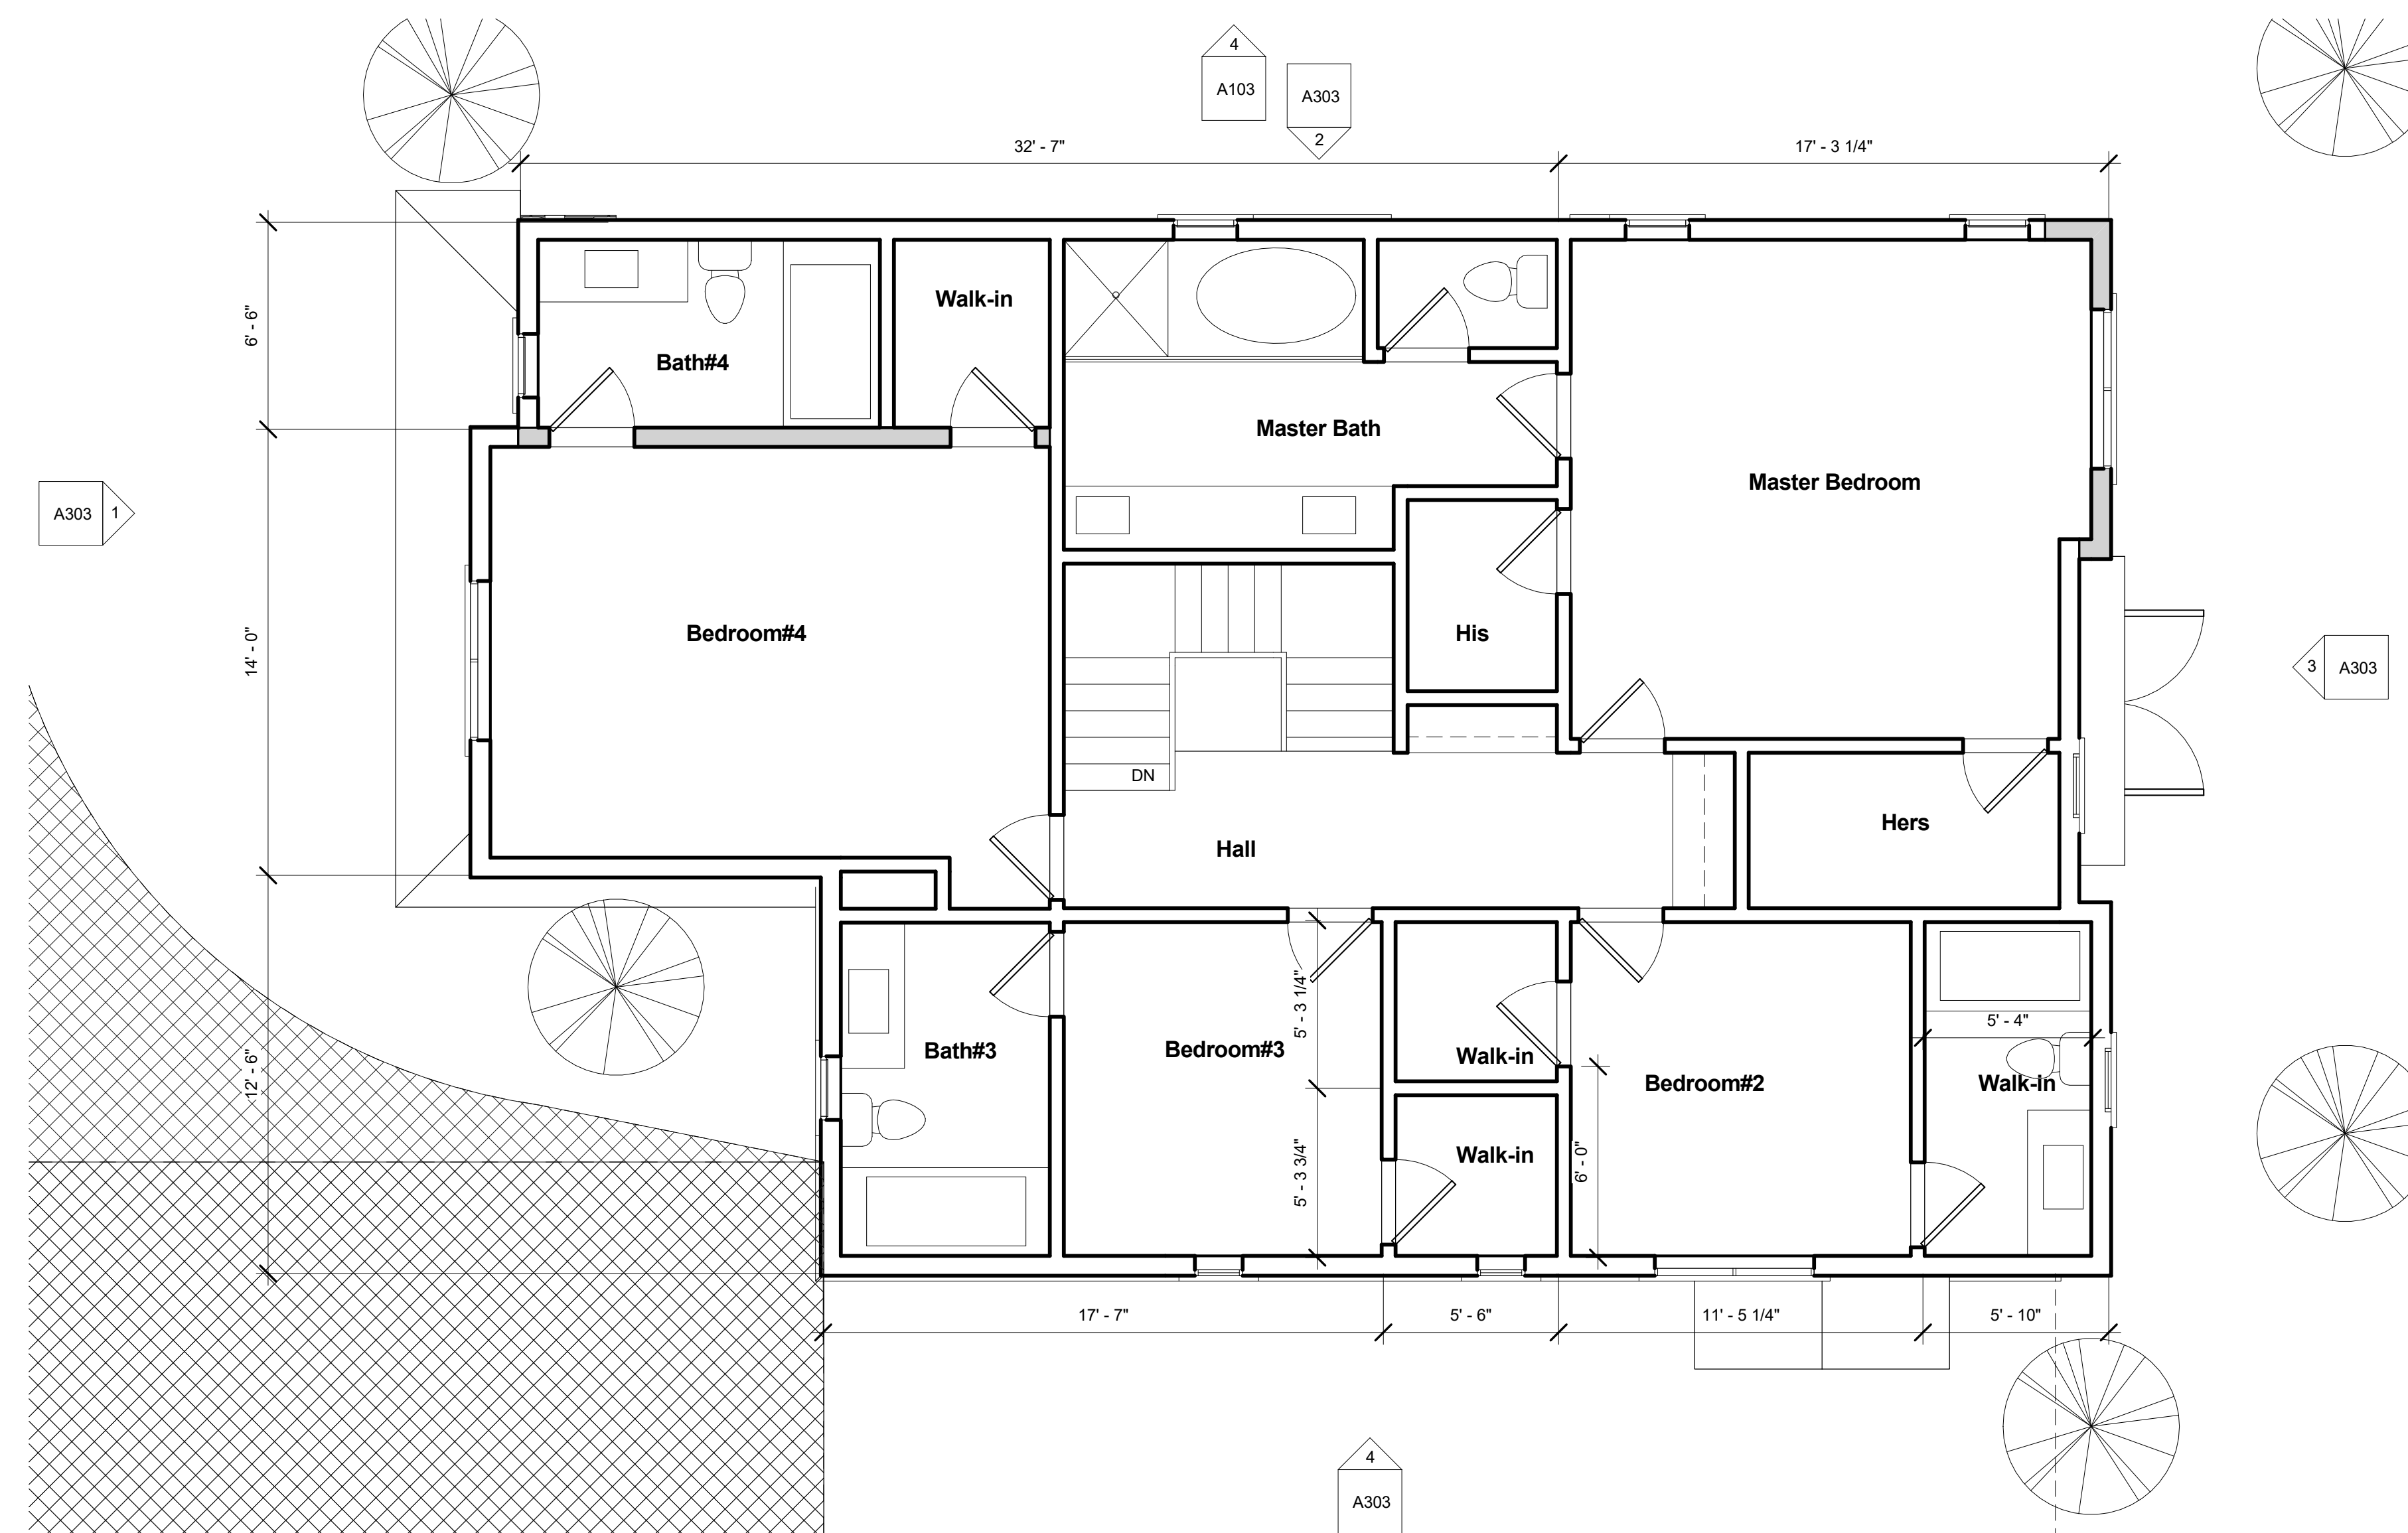 4
A103
A303
2
32' - 7"
17' - 3 1/4"
6' - 6"
Walk-in
Bath#4
Master Bath
Master Bedroom
A303
1
14' - 0"
Bedroom#4
His
3
A303
DN
Hall
Hers
5' - 3 1/4"
5' - 4"
12' - 6"
Bath#3
Bedroom#3
Walk-in
Bedroom#2
Walk-in
5' - 3 3/4"
Walk-in
6' - 0"
17' - 7"
5' - 6"
11' - 5 1/4"
5' - 10"
4
A303